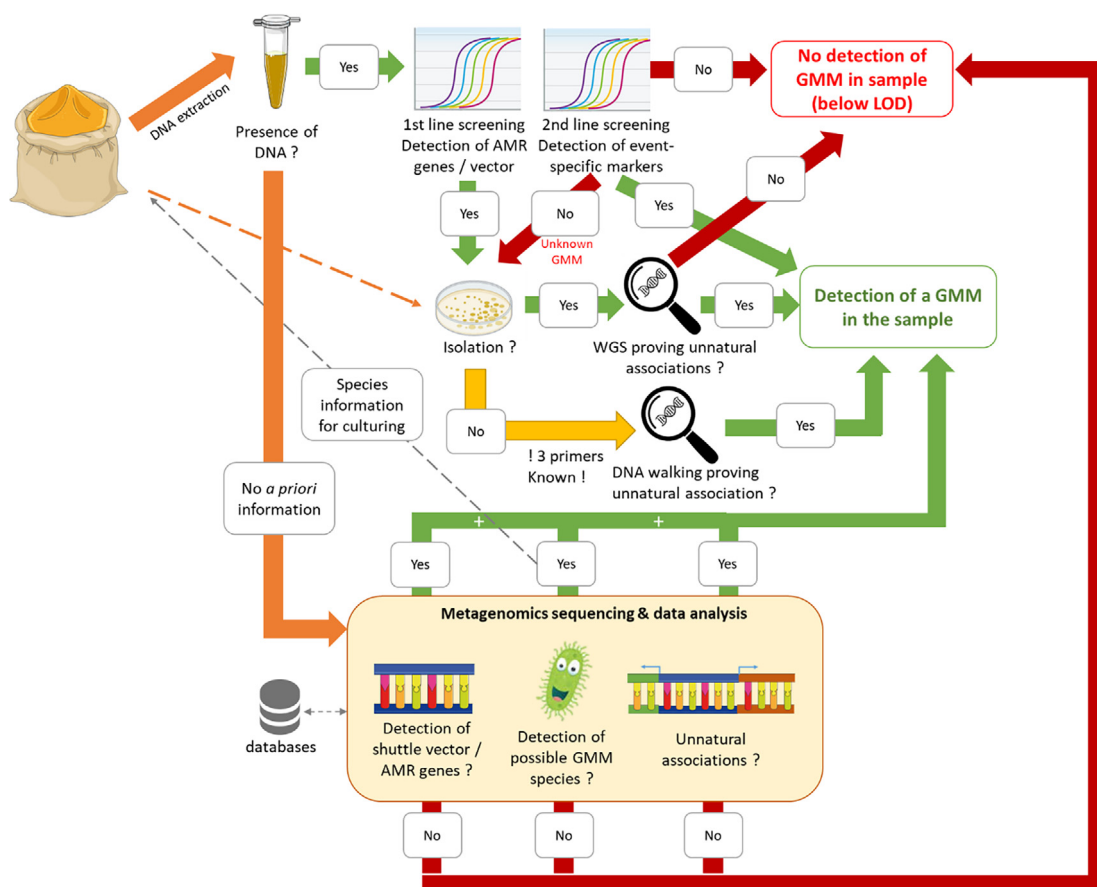 DNA extraction
Presence of
DNA ?
Yes
1st line screening
Detection of AMR
genes / vector
2nd line screening
Detection of event-
specific markers
No
No detection of
GMM in sample
(below LOD)
Yes
No
Unknown
GMM
Yes
No
Isolation ?
Yes
WGS proving unnatural
associations ?
Yes
Detection of a GMM
in the sample
Species
information
for culturing
No
! 3 primers
Known !
DNA walking proving
unnatural association ?
Yes
No a priori
information
+
+
Yes
Yes
Yes
Metagenomics sequencing & data analysis
databases
Detection of
shuttle vector /
AMR genes ?
Detection of
possible GMM
species ?
Unnatural
associations ?
No
No
No